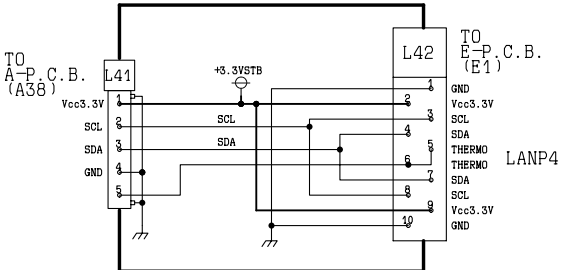 TO
A-P.C.B.
(A38)
L41
Vcc3.3V
1
SCL
2
SDA
3
GND
4
5
+3.3VSTB
SCL
SDA
TO
E-P.C.B.
(E1)
L42
1 GND
2 Vcc3.3V
3 SCL
4 SDA
5 THERMO
6 THERMO
7 SDA
8 SCL
9 Vcc3.3V
10 GND
LANP4